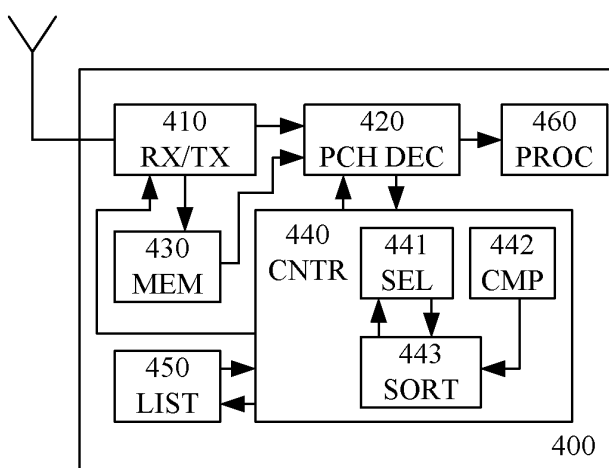 410
RX/TX
420
PCH DEC
460
PROC
430
MEM
440
CNTR
441
SEL
442
CMP
443
SORT
450
LIST
400